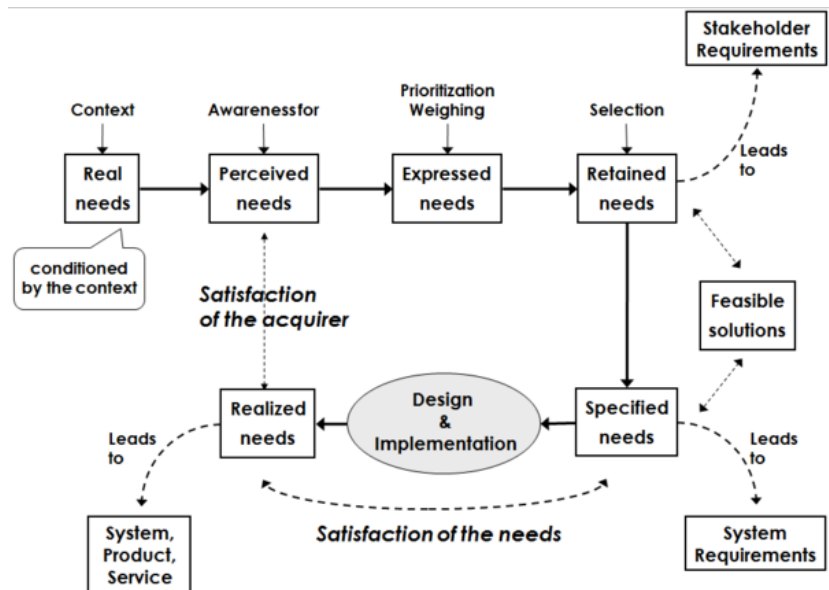 Stakeholder
Requirements
Context
Awareness for
Prioritization
Weighing
Selection
Real
needs
Perceived
needs
Expressed
needs
Retained
needs
Leads
to
conditioned
by the context
Satisfaction
of the acquirer
Feasible
solutions
Realized
needs
Design
&
Implementation
Specified
needs
Leads
to
Leads
to
System,
Product,
Service
Satisfaction of the needs
System
Requirements